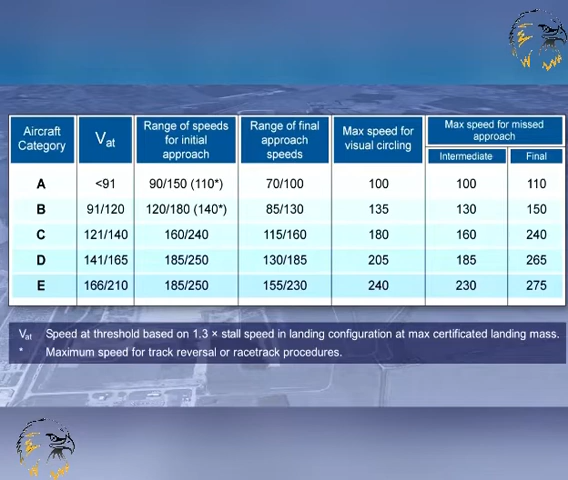 Aircraft Category Vat Range of speeds for initial approach Range of final approach speeds Max speed for visual circling Max speed for missed approach
Intermediate Final
A <91 90/150 (110*) 70/100 100 100 110
B 91/120 120/180 (140*) 85/130 135 130 150
C 121/140 160/240 115/160 180 160 240
D 141/165 185/250 130/185 205 185 265
E 166/210 185/250 155/230 240 230 275
Vat Speed at threshold based on 1.3 × stall speed in landing configuration at max certificated landing mass.
* Maximum speed for track reversal or racetrack procedures.